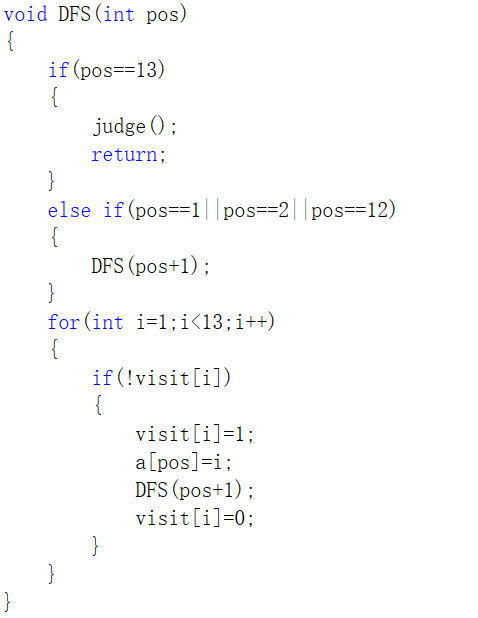 void DFS(int pos)
{
    if(pos==13)
    {
        judge();
        return;
    }
    else if(pos==1||pos==2||pos==12)
    {
        DFS(pos+1);
    }
    for(int i=1;i<13;i++)
    {
        if(!visit[i])
        {
            visit[i]=1;
            a[pos]=i;
            DFS(pos+1);
            visit[i]=0;
        }
    }
}